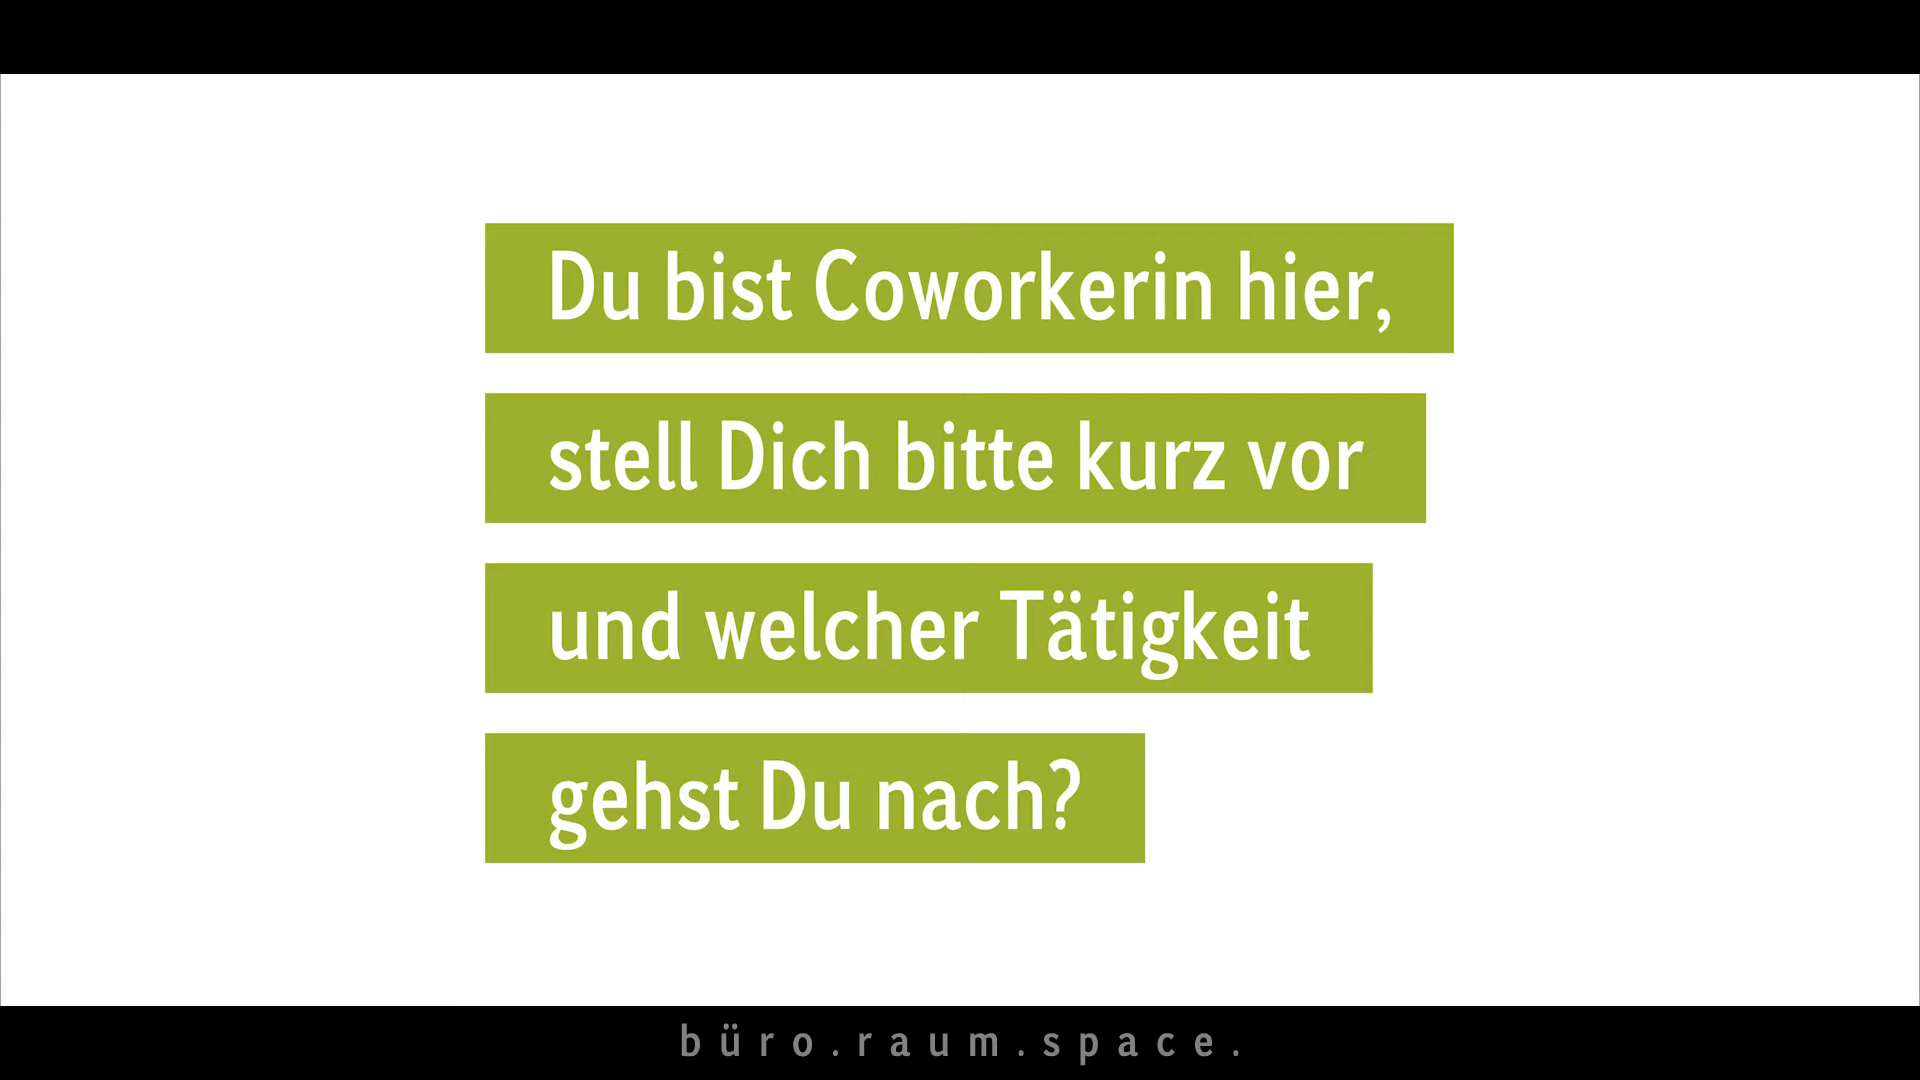 Du bist Coworkerin hier,
stell Dich bitte kurz vor
und welcher Tätigkeit
gehst Du nach?
büro.raum.space.